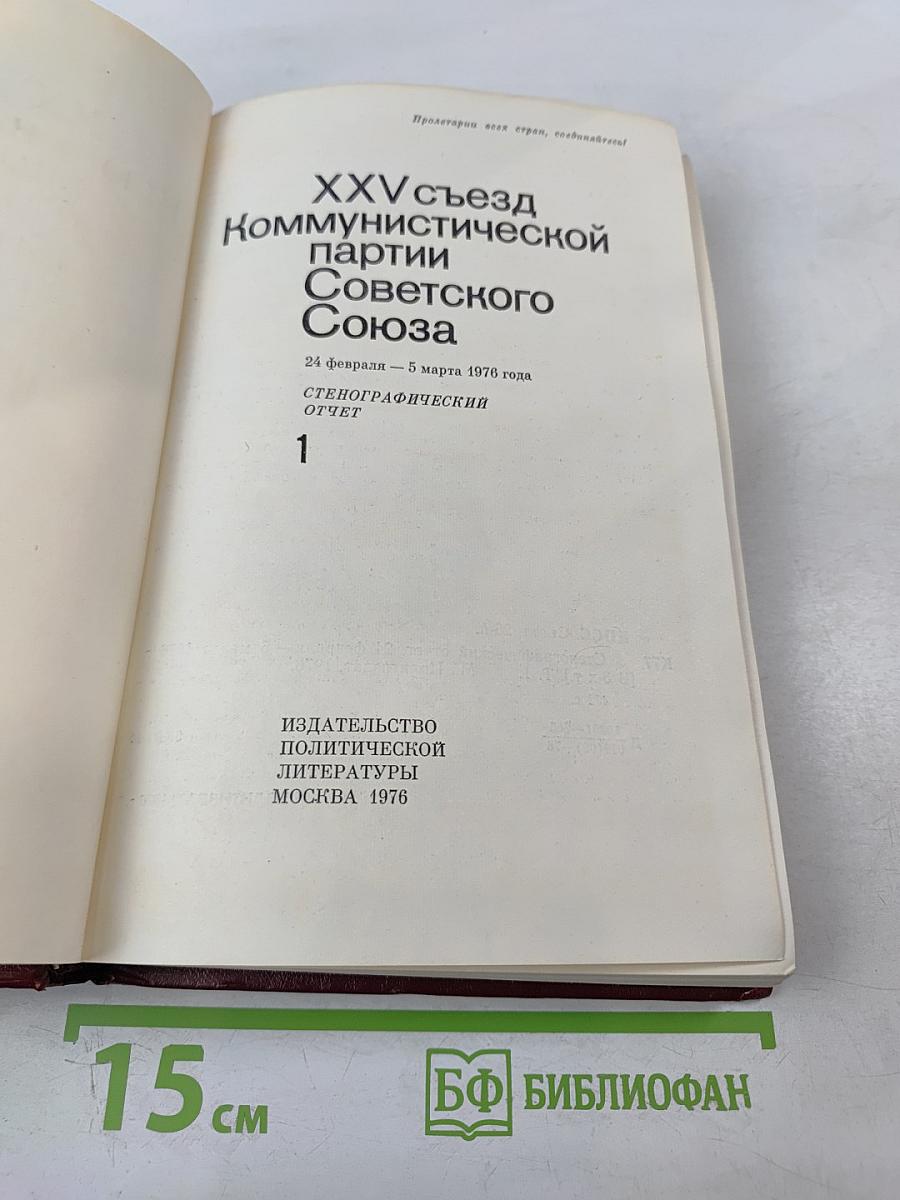 Пролетарии всех стран, соединяйтесь!
XXV съезд
Коммунистической
партии
Советского
Союза
24 февраля — 5 марта 1976 года
СТЕНОГРАФИЧЕСКИЙ
ОТЧЕТ
1
ИЗДАТЕЛЬСТВО
ПОЛИТИЧЕСКОЙ
ЛИТЕРАТУРЫ
МОСКВА 1976
15 см
БФ БИБЛИОФАН